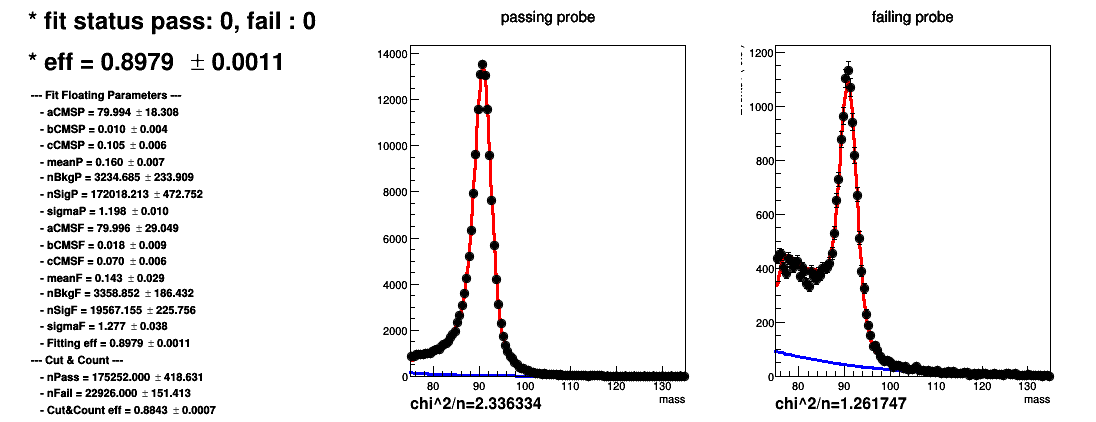 * fit status pass: 0, fail : 0
* eff = 0.8979 ± 0.0011
--- Fit Floating Parameters ---
- aCMSP = 79.994 ± 18.308
- bCMSP = 0.010 ± 0.004
- cCMSP = 0.105 ± 0.006
- meanP = 0.160 ± 0.007
- nBkgP = 3234.685 ± 233.909
- nSigP = 172018.213 ± 472.752
- sigmaP = 1.198 ± 0.010
- aCMSF = 79.996 ± 29.049
- bCMSF = 0.018 ± 0.009
- cCMSF = 0.070 ± 0.006
- meanF = 0.143 ± 0.029
- nBkgF = 3358.852 ± 186.432
- nSigF = 19567.155 ± 225.756
- sigmaF = 1.277 ± 0.038
- Fitting eff = 0.8979 ± 0.0011
--- Cut & Count ---
- nPass = 175252.000 ± 418.631
- nFail = 22926.000 ± 151.413
- Cut&Count eff = 0.8843 ± 0.0007
passing probe
14000
12000
10000
8000
6000
4000
2000
0
80 90 100 110 120 130
mass
chi^2/n=2.336334
failing probe
1200
1000
800
600
400
200
0
80 90 100 110 120 130
mass
chi^2/n=1.261747